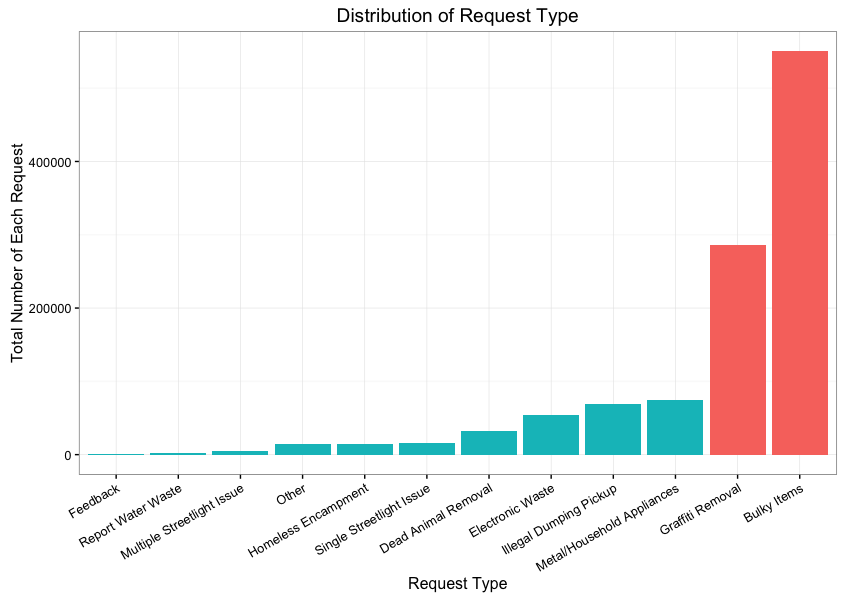 Distribution of Request Type
Total Number of Each Request
400000
200000
0
Feedback
Report Water Waste
Multiple Streetlight Issue
Other
Homeless Encampment
Single Streetlight Issue
Dead Animal Removal
Electronic Waste
Illegal Dumping Pickup
Metal/Household Appliances
Graffiti Removal
Bulky Items
Request Type